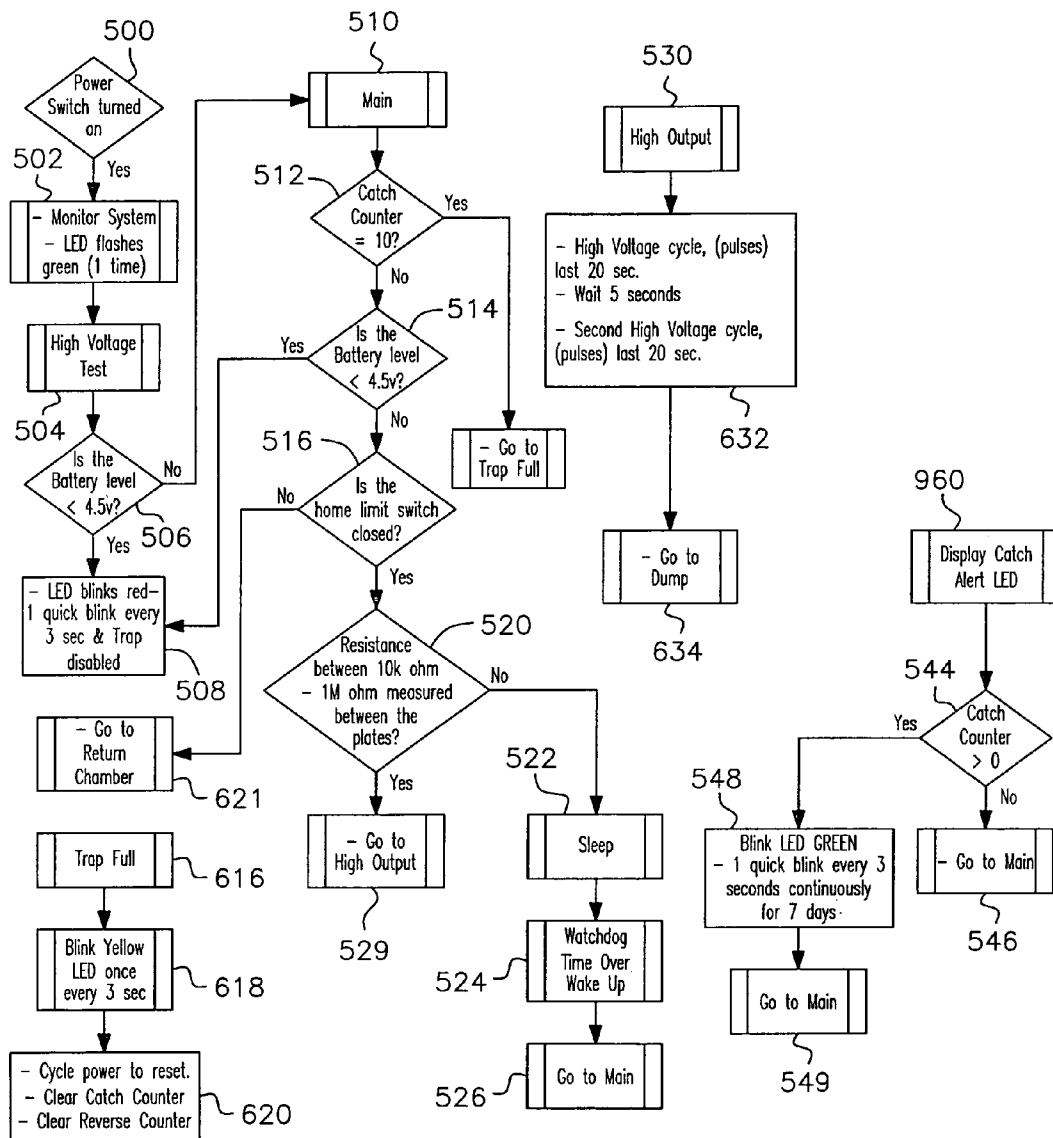 500
Power
Switch turned
on
Yes
502
- Monitor System
- LED flashes
green (1 time)
High Voltage
Test
504
Is the
Battery level
< 4.5v?
No
506
Yes
- LED blinks red-
1 quick blink every
3 sec & Trap
disabled
508
- Go to
Return
Chamber
621
Trap Full
616
Blink Yellow
LED once
every 3 sec
618
- Cycle power to reset.
- Clear Catch Counter
- Clear Reverse Counter
620
510
Main
512
Catch
Counter
= 10?
Yes
No
514
Is the
Battery level
< 4.5v?
Yes
No
- Go to
Trap Full
516
Is the
home limit switch
closed?
No
Yes
520
Resistance
between 10k ohm
- 1M ohm measured
between the
plates?
No
Yes
- Go to
High Output
529
522
Sleep
Watchdog
Time Over
Wake Up
524
Go to Main
526
530
High Output
- High Voltage cycle, (pulses)
last 20 sec.
- Wait 5 seconds
- Second High Voltage cycle,
(pulses) last 20 sec.
632
- Go to
Dump
634
960
Display Catch
Alert LED
544
Catch
Counter
> 0
Yes
No
548
Blink LED GREEN
- 1 quick blink every 3
seconds continuously
for 7 days
- Go to Main
546
Go to Main
549